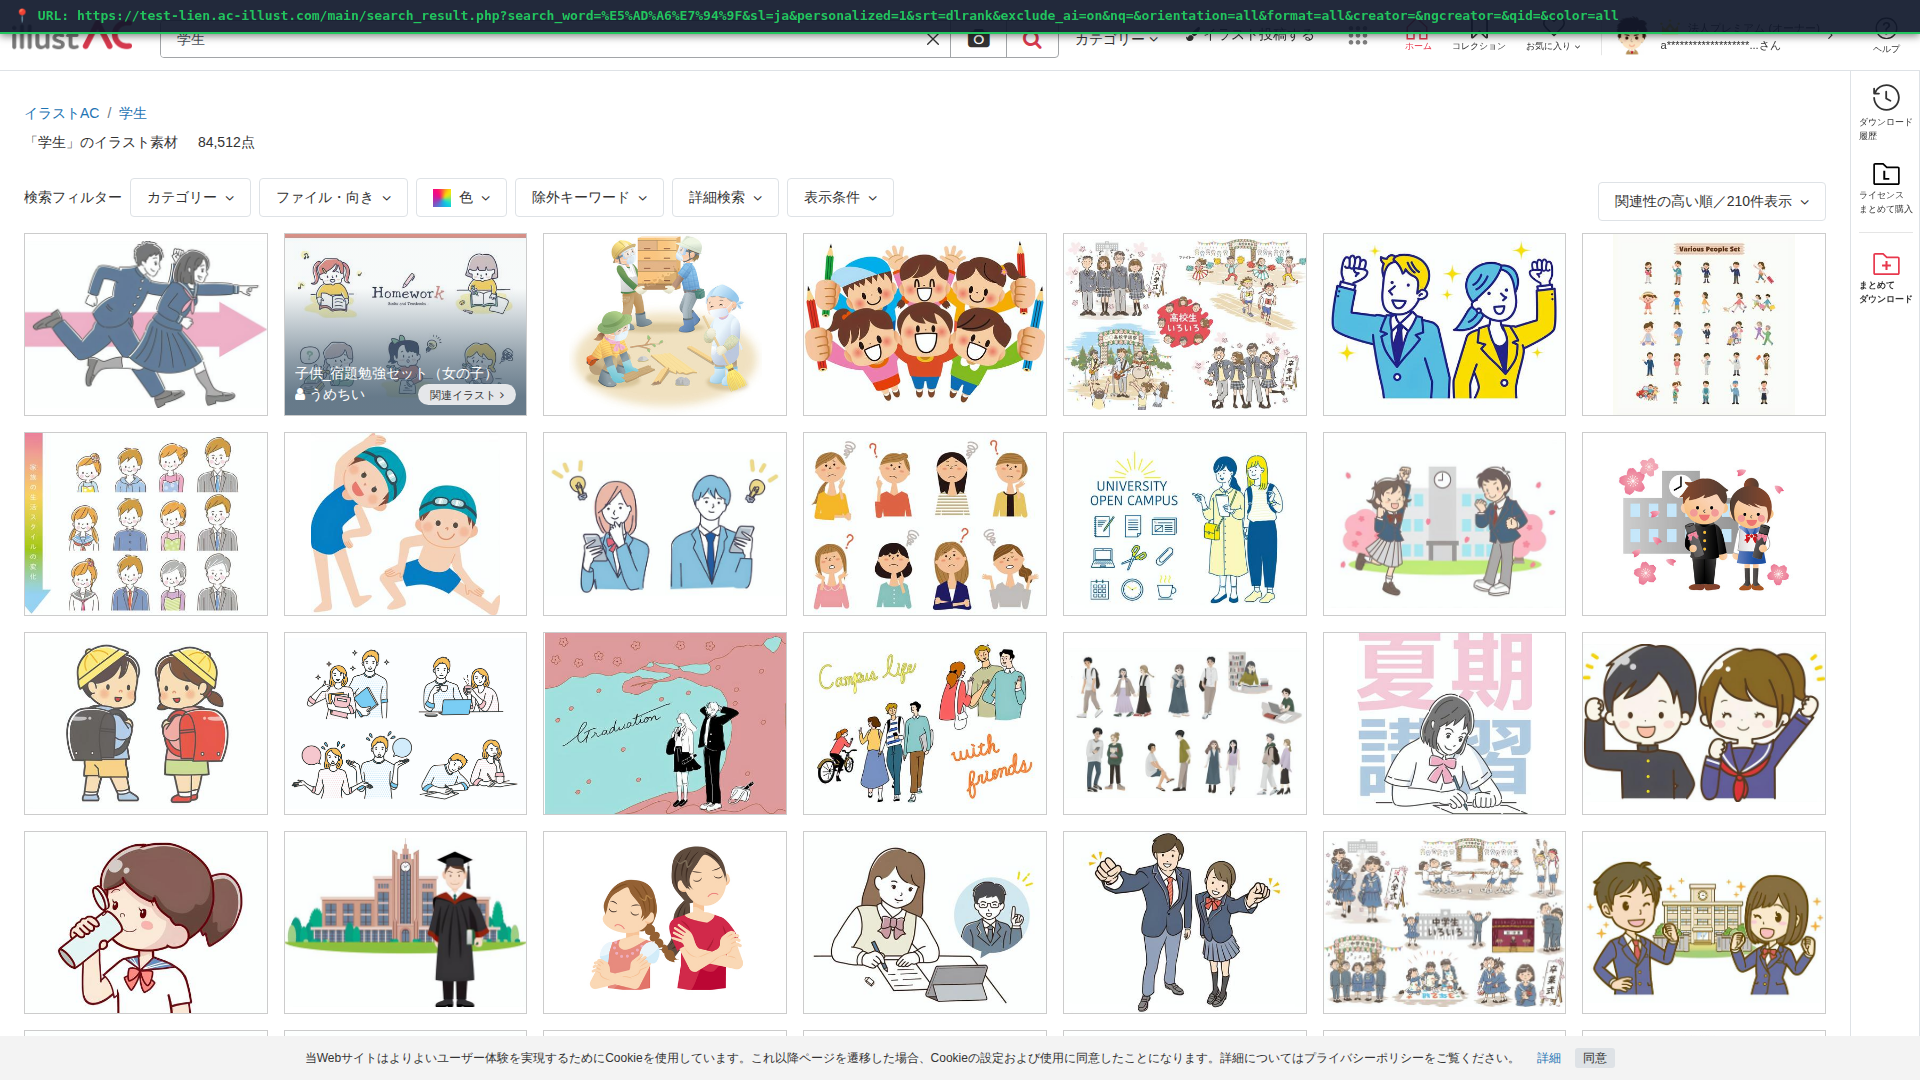 📍 URL: https://test-lien.ac-illust.com/main/search_result.php?search_word=%E5%AD%A6%E7%94%9F&sl=ja&personalized=1&srt=dlrank&exclude_ai=on&nq=&orientation=all&format=all&creator=&ngcreator=&qid=&color=all
illust AC
学生
カテゴリー
イラスト投稿する
ホーム
コレクション
お気に入り
a*******************...さん
ヘルプ
イラストAC / 学生
「学生」のイラスト素材 84,512点
検索フィルター
カテゴリー
ファイル・向き
色
除外キーワード
詳細検索
表示条件
関連性の高い順／210件表示
ダウンロード
履歴
ライセンス
まとめて購入
まとめて
ダウンロード
Homework
子供_宿題勉強セット（女の子）
うめちい
関連イラスト
入学式
高校生
いろいろ
卒業式
Various People Set
UNIVERSITY
OPEN CAMPUS
Graduation
Campus life
with
friends
夏期
講習
入学式
中学生
いろいろ
卒業式
当Webサイトはよりよいユーザー体験を実現するためにCookieを使用しています。これ以降ページを遷移した場合、Cookieの設定および使用に同意したことになります。詳細についてはプライバシーポリシーをご覧ください。
詳細
同意